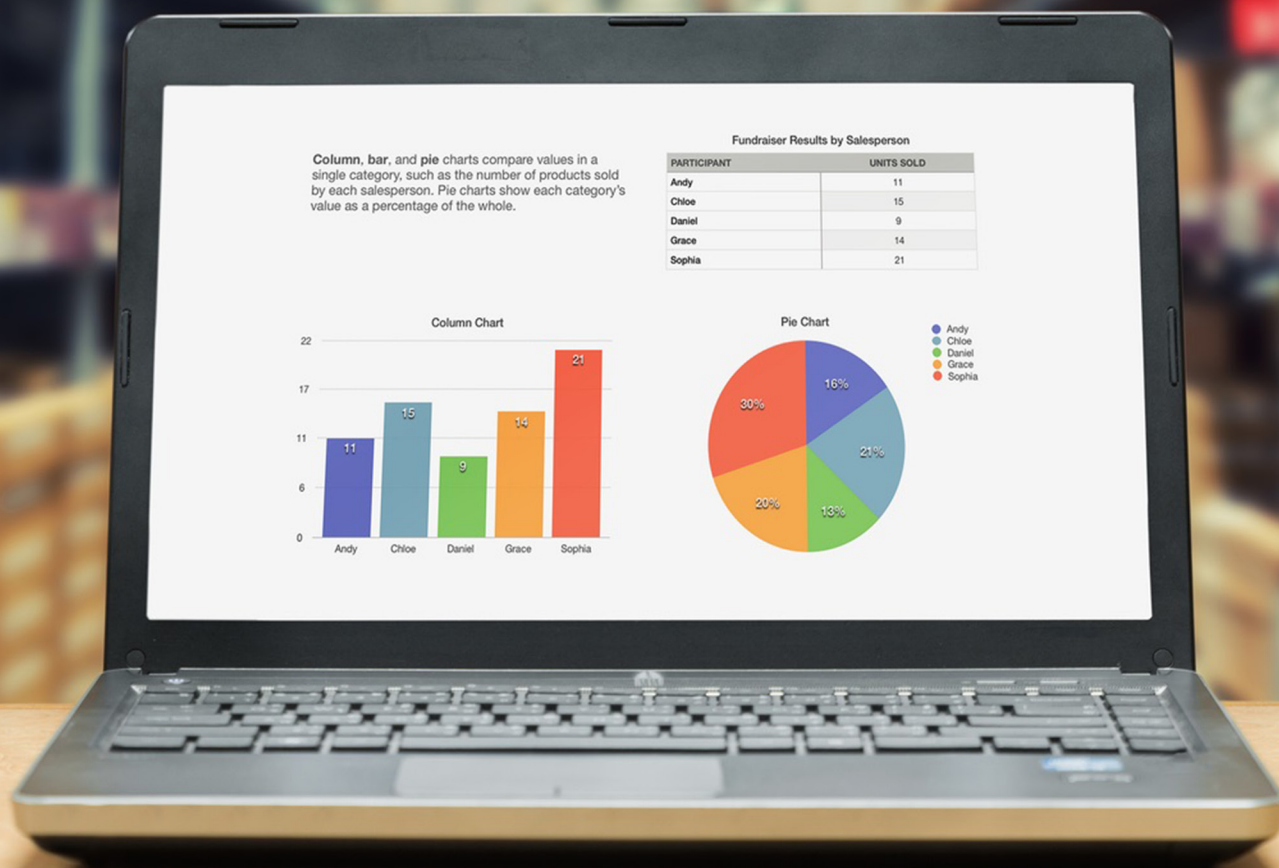 Column, bar, and pie charts compare values in a
single category, such as the number of products sold
by each salesperson. Pie charts show each category's
value as a percentage of the whole.
Fundraiser Results by Salesperson
PARTICIPANT UNITS SOLD
Andy 11
Chloe 15
Daniel 9
Grace 14
Sophia 21
Column Chart
22
17
11
6
0
11
15
9
14
21
Andy Chloe Daniel Grace Sophia
Pie Chart
16%
21%
13%
20%
30%
Andy
Chloe
Daniel
Grace
Sophia
hp